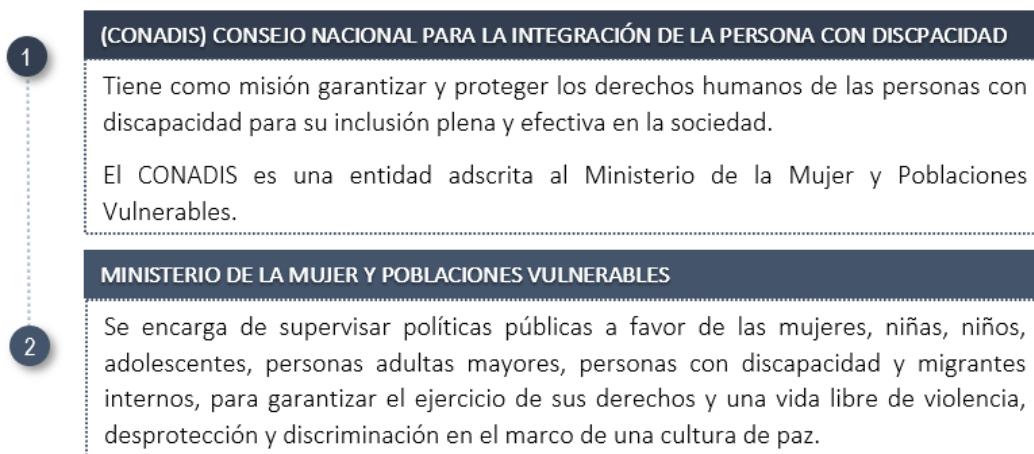 1
(CONADIS) CONSEJO NACIONAL PARA LA INTEGRACIÓN DE LA PERSONA CON DISCPACIDAD
Tiene como misión garantizar y proteger los derechos humanos de las personas con
discapacidad para su inclusión plena y efectiva en la sociedad.
El CONADIS es una entidad adscrita al Ministerio de la Mujer y Poblaciones
Vulnerables.
MINISTERIO DE LA MUJER Y POBLACIONES VULNERABLES
2
Se encarga de supervisar políticas públicas a favor de las mujeres, niñas, niños,
adolescentes, personas adultas mayores, personas con discapacidad y migrantes
internos, para garantizar el ejercicio de sus derechos y una vida libre de violencia,
desprotección y discriminación en el marco de una cultura de paz.